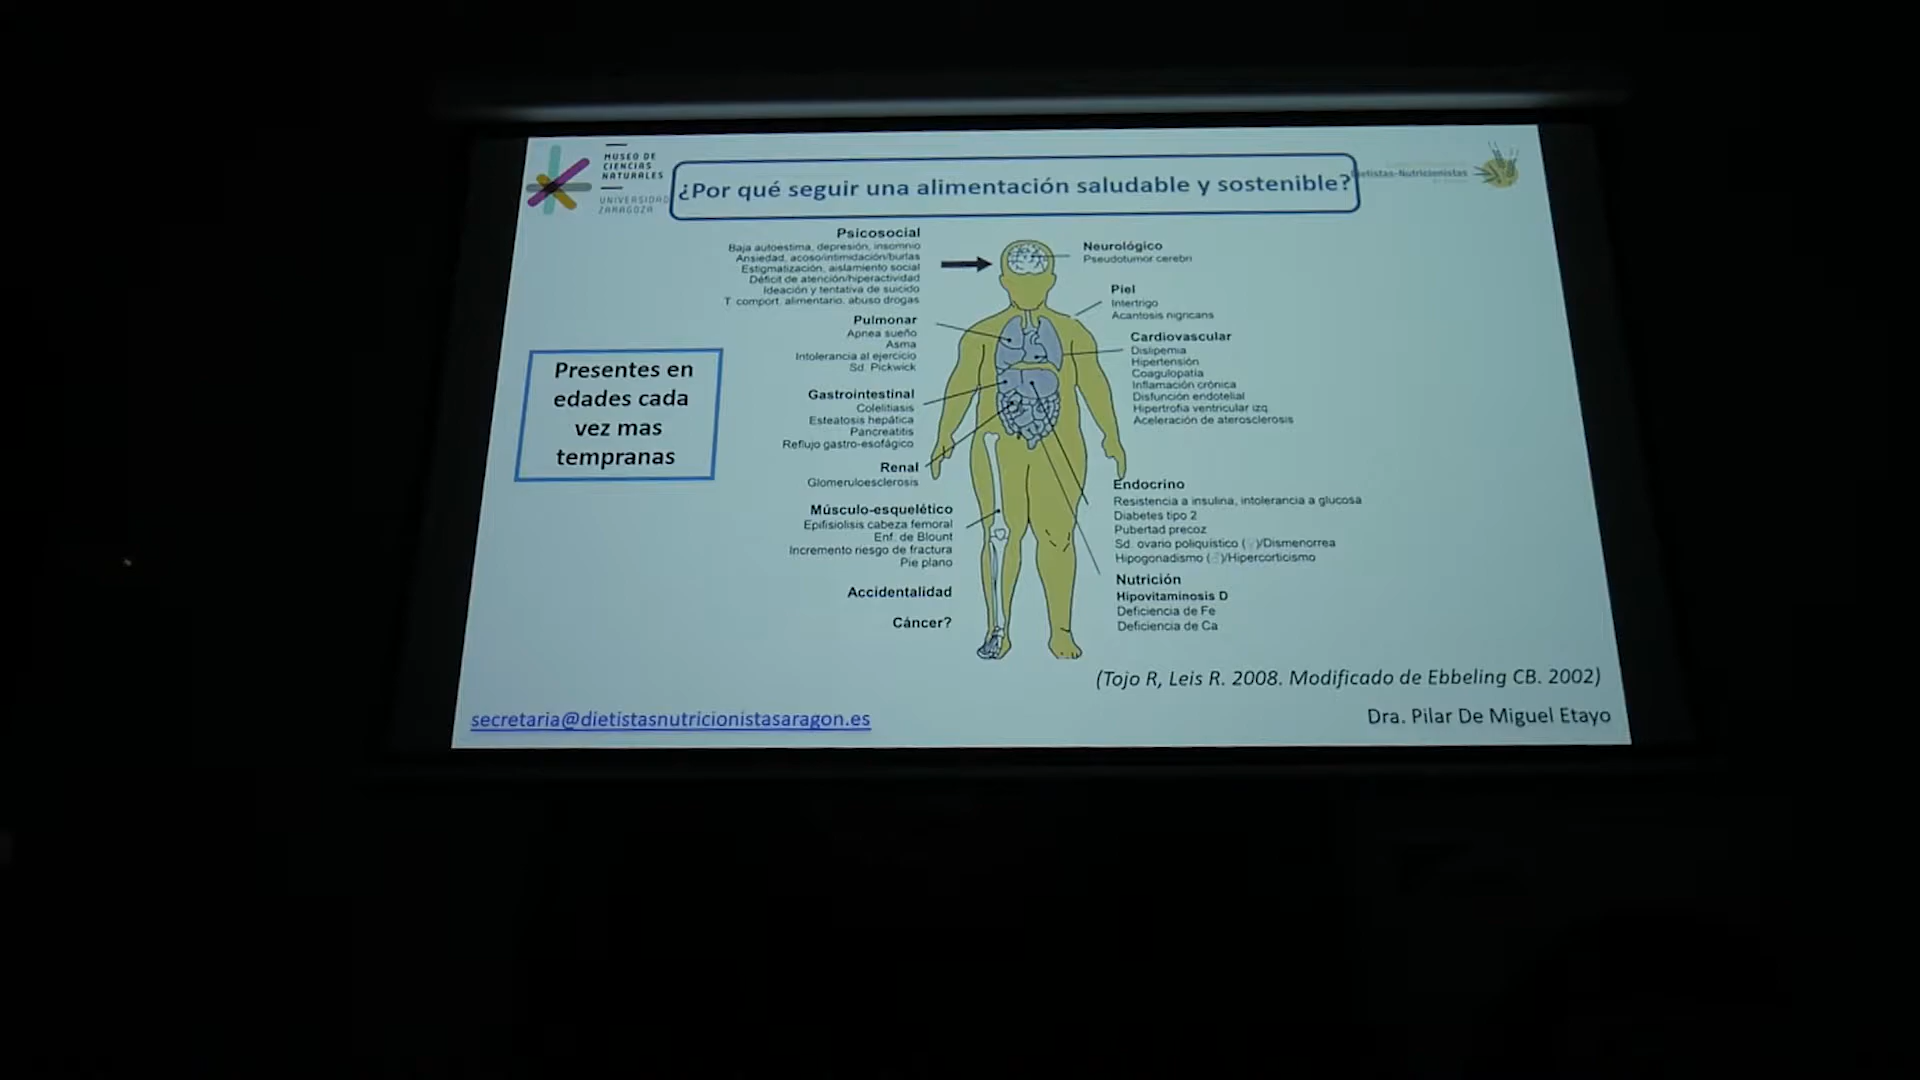 MUSEO DE
CIENCIAS
NATURALES
UNIVERSIDAD
ZARAGOZA
¿Por qué seguir una alimentación saludable y sostenible?
Dietistas-Nutricionistas
Psicosocial
Baja autoestima, depresión, insomnio
Ansiedad, acoso/intimidación/burlas
Estigmatización, aislamiento social
Déficit de atención/hiperactividad
Ideación y tentativa de suicido
T. comport. alimentario, abuso drogas
Pulmonar
Apnea sueño
Asma
Intolerancia al ejercicio
Sd. Pickwick
Gastrointestinal
Colelitiasis
Esteatosis hepática
Pancreatitis
Reflujo gastro-esofágico
Renal
Glomeruloesclerosis
Músculo-esquelético
Epifisiolisis cabeza femoral
Enf. de Blount
Incremento riesgo de fractura
Pie plano
Accidentalidad
Cáncer?
Presentes en
edades cada
vez mas
tempranas
Neurológico
Pseudotumor cerebri
Piel
Intertrigo
Acantosis nigricans
Cardiovascular
Dislipemia
Hipertensión
Coagulopatía
Inflamación crónica
Disfunción endotelial
Hipertrofia ventricular izq.
Aceleración de aterosclerosis
Endocrino
Resistencia a insulina, intolerancia a glucosa
Diabetes tipo 2
Pubertad precoz
Sd. ovario poliquístico (♀)/Dismenorrea
Hipogonadismo (♂)/Hipercorticismo
Nutrición
Hipovitaminosis D
Deficiencia de Fe
Deficiencia de Ca
(Tojo R, Leis R. 2008. Modificado de Ebbeling CB. 2002)
secretaria@dietistasnutricionistasaragon.es
Dra. Pilar De Miguel Etayo